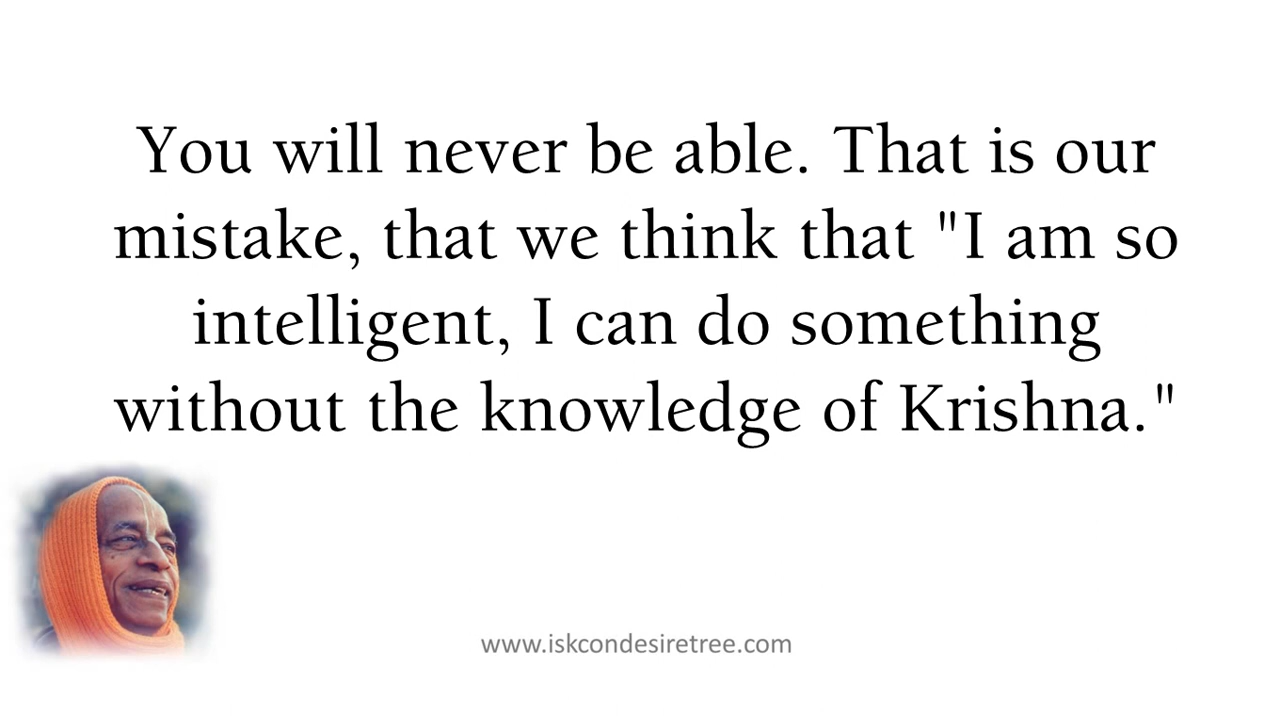 You will never be able. That is our
mistake, that we think that "I am so
intelligent, I can do something
without the knowledge of Krishna."
www.iskcondesiretree.com